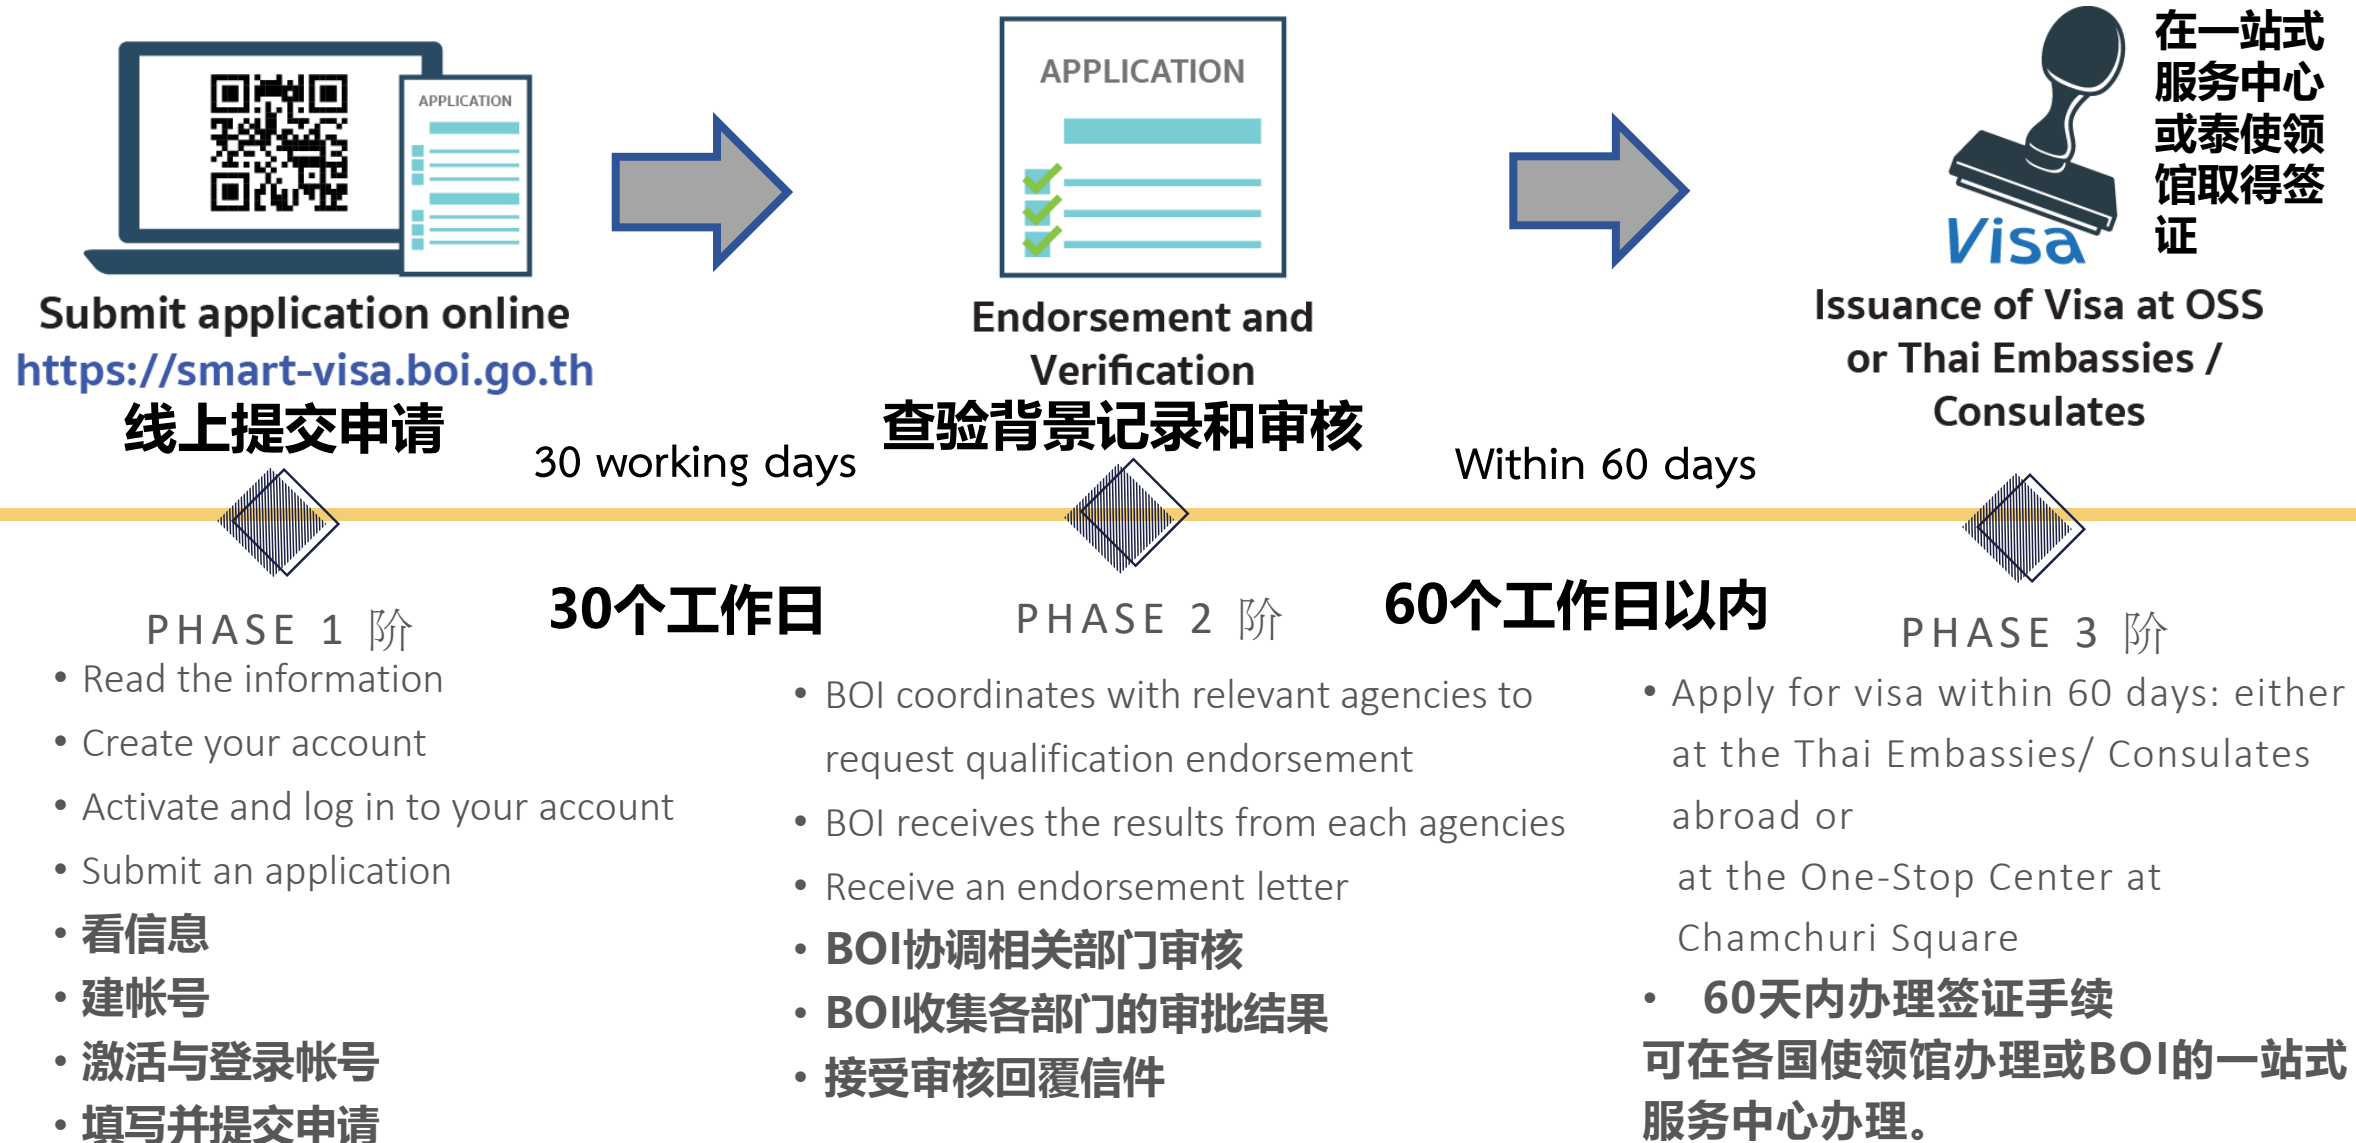 APPLICATION
Submit application online
https://smart-visa.boi.go.th
线上提交申请
30 working days
APPLICATION
Endorsement and
Verification
查验背景记录和审核
Within 60 days
在一站式
服务中心
或泰使领
馆取得签
证
Visa
Issuance of Visa at OSS
or Thai Embassies /
Consulates
30个工作日
60个工作日以内
PHASE 1 阶
• Read the information
• Create your account
• Activate and log in to your account
• Submit an application
• 看信息
• 建帐号
• 激活与登录帐号
• 填写并提交申请
PHASE 2 阶
• BOI coordinates with relevant agencies to
request qualification endorsement
• BOI receives the results from each agencies
• Receive an endorsement letter
• BOI协调相关部门审核
• BOI收集各部门的审批结果
• 接受审核回覆信件
PHASE 3 阶
• Apply for visa within 60 days: either
at the Thai Embassies/ Consulates
abroad or
at the One-Stop Center at
Chamchuri Square
• 60天内办理签证手续
可在各国使领馆办理或BOI的一站式
服务中心办理。